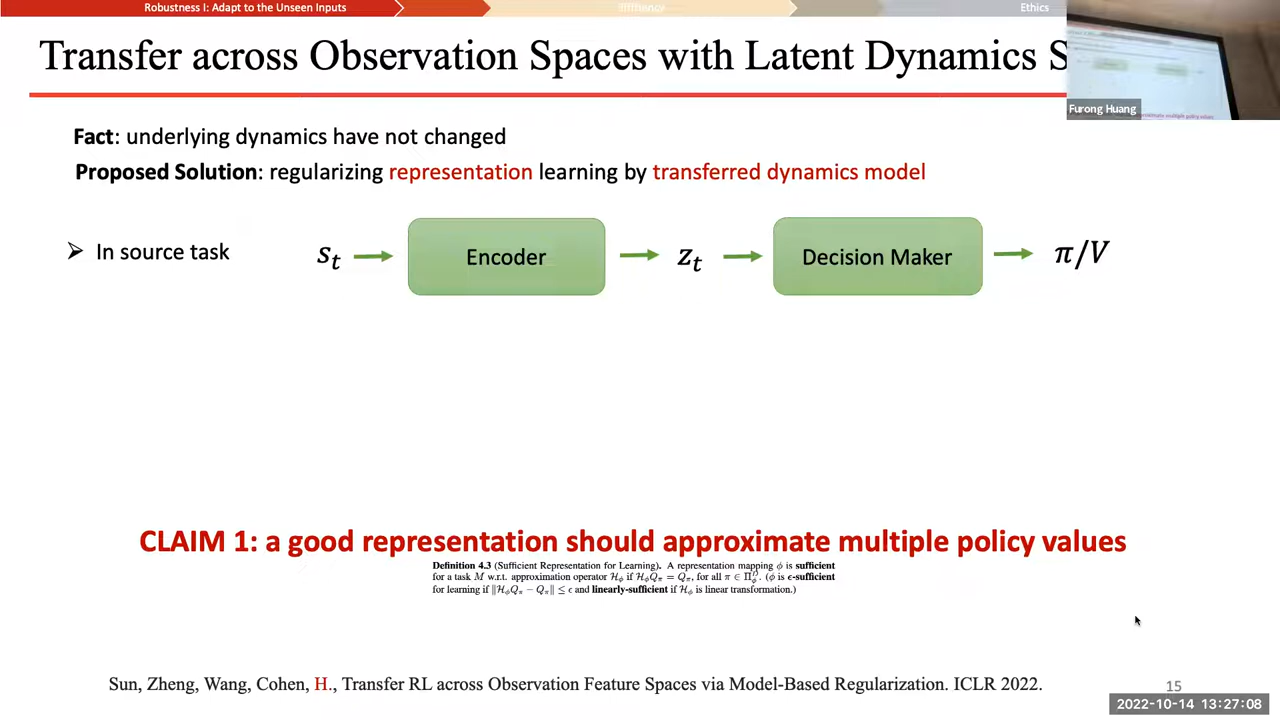 Robustness I: Adapt to the Unseen Inputs
Ethics
Transfer across Observation Spaces with Latent Dynamics S
Furong Huang
Fact: underlying dynamics have not changed
Proposed Solution: regularizing representation learning by transferred dynamics model
➢ In source task
s_t
Encoder
z_t
Decision Maker
π/V
CLAIM 1: a good representation should approximate multiple policy values
Definition 4.3 (Sufficient Representation for Learning). A representation mapping ϕ is sufficient
for a task M w.r.t. approximation operator H_ϕ if H_ϕQ_π = Q_π, for all π ∈ Π_ϕ^D. (ϕ is ϵ-sufficient
for learning if ‖H_ϕQ_π − Q_π‖ ≤ ϵ and linearly-sufficient if H_ϕ is linear transformation.)
Sun, Zheng, Wang, Cohen, H., Transfer RL across Observation Feature Spaces via Model-Based Regularization. ICLR 2022.
15
2022-10-14 13:27:08